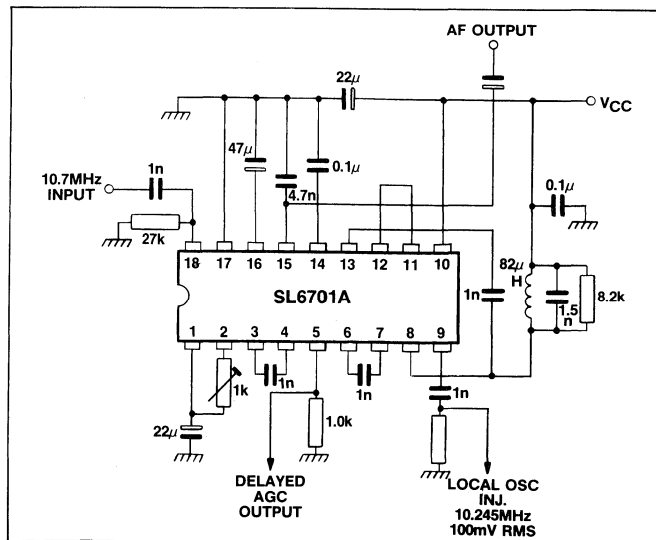 AF OUTPUT
22μ
VCC
47μ
0.1μ
4.7n
10.7MHz
INPUT
1n
27k
0.1μ
18 17 16 15 14 13 12 11 10
SL6701A
1 2 3 4 5 6 7 8 9
82μ
H
1n
1.5
n
8.2k
1n
1n
1n
1k
22μ
1.0k
DELAYED
AGC
OUTPUT
LOCAL OSC
INJ.
10.245MHz
100mV RMS